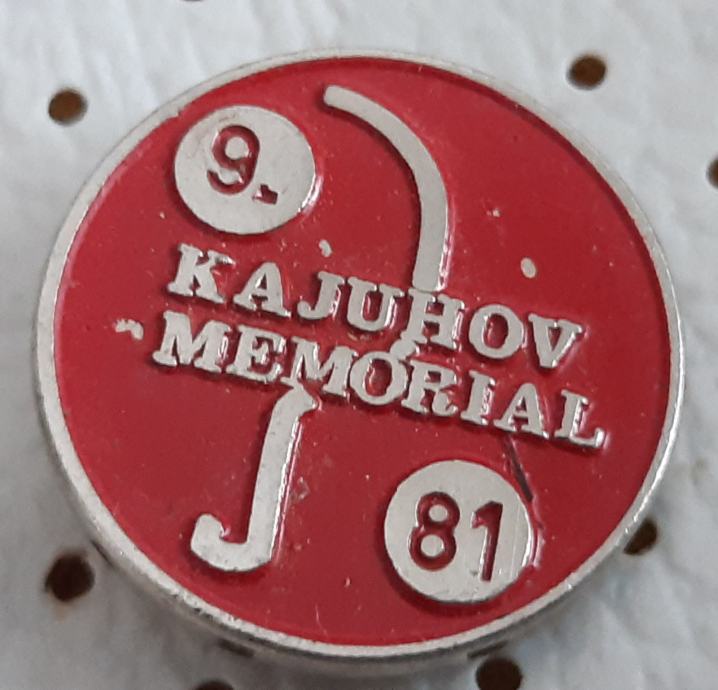 9.
KAJUHOV
MEMORIAL
81